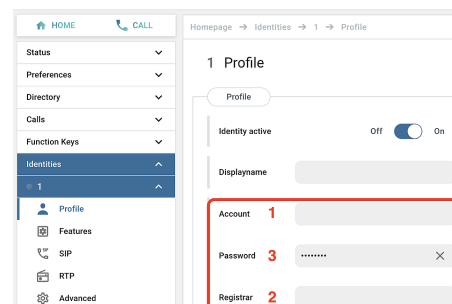 HOME CALL
Homepage → Identities → 1 → Profile
Status
Preferences
Directory
Calls
Function Keys
Identities
1
Profile
Features
SIP
RTP
Advanced
1 Profile
Profile
Identity active Off On
Displayname
Account 1
Password 3 ••••••••
Registrar 2